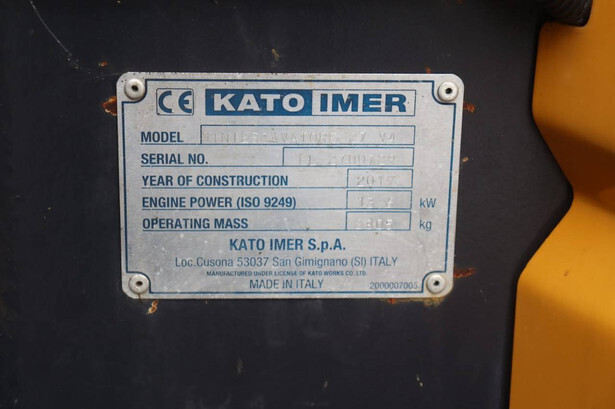 CE KATO IMER
MODEL 27 V4
SERIAL NO.
YEAR OF CONSTRUCTION
ENGINE POWER (ISO 9249) kW
OPERATING MASS kg
KATO IMER S.p.A.
Loc.Cusona 53037 San Gimignano (SI) ITALY
MANUFACTURED UNDER LICENSE OF KATO WORKS CO.,LTD.
MADE IN ITALY 2000007005